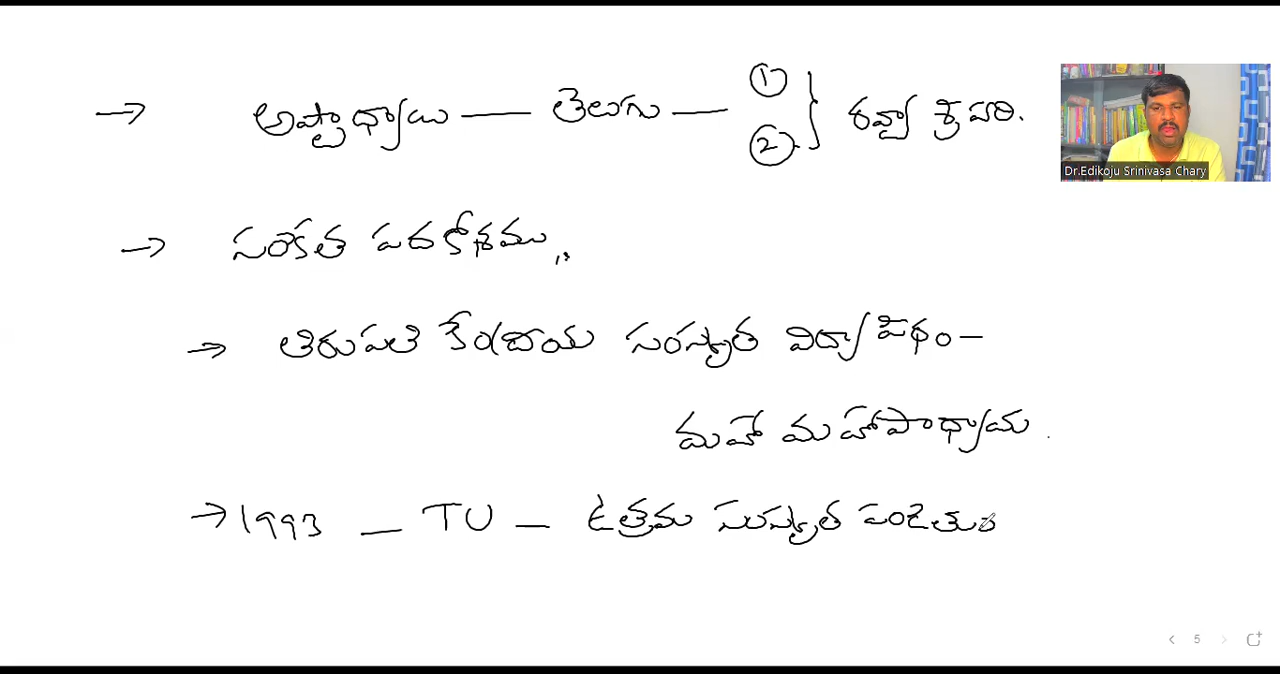 → అష్టాధ్యాయి — తెలుగు — ① ② } రవ్వా శ్రీహరి.
Dr.Edikoju Srinivasa Chary
→ సంకేత పదకోశము,,
→ తిరుపతి కేంద్రీయ సంస్కృత విద్యాపీఠం –
మహా మహోపాధ్యాయ .
→ 1993 – TU – ఉత్తమ సంస్కృత పండితుడ
5